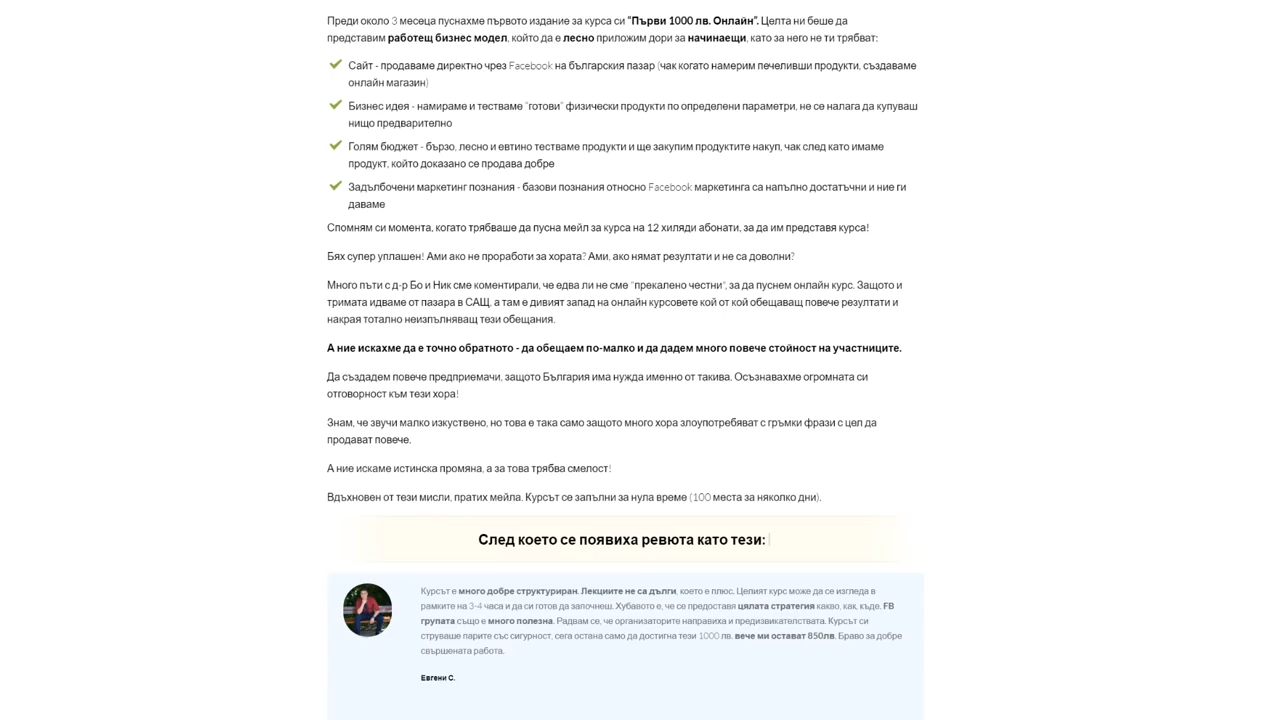 Преди около 3 месеца пуснахме първото издание за курса си "Първи 1000 лв. Онлайн". Целта ни беше да
представим работещ бизнес модел, който да е лесно приложим дори за начинаещи, като за него не ти трябват:
Сайт - продаваме директно чрез Facebook на българския пазар (чак когато намерим печеливши продукти, създаваме
онлайн магазин)
Бизнес идея - намираме и тестваме "готови" физически продукти по определени параметри, не се налага да купуваш
нищо предварително
Голям бюджет - бързо, лесно и евтино тестваме продукти и ще закупим продуктите накуп, чак след като имаме
продукт, който доказано се продава добре
Задълбочени маркетинг познания - базови познания относно Facebook маркетинга са напълно достатъчни и ние ги
даваме
Спомням си момента, когато трябваше да пусна мейл за курса на 12 хиляди абонати, за да им представя курса!
Бях супер уплашен! Ами ако не проработи за хората? Ами, ако нямат резултати и не са доволни?
Много пъти с д-р Бо и Ник сме коментирали, че едва ли не сме "прекалено честни", за да пуснем онлайн курс. Защото и
тримата идваме от пазара в САЩ, а там е дивият запад на онлайн курсовете кой от кой обещаващ повече резултати и
накрая тотално неизпълняващ тези обещания.
А ние искахме да е точно обратното - да обещаем по-малко и да дадем много повече стойност на участниците.
Да създадем повече предприемачи, защото България има нужда именно от такива. Осъзнавахме огромната си
отговорност към тези хора!
Знам, че звучи малко изкуствено, но това е така само защото много хора злоупотребяват с гръмки фрази с цел да
продават повече.
А ние искаме истинска промяна, а за това трябва смелост!
Вдъхновен от тези мисли, пратих мейла. Курсът се запълни за нула време (100 места за няколко дни).
След което се появиха ревюта като тези:
Курсът е много добре структуриран. Лекциите не са дълги, което е плюс. Целият курс може да се изгледа в
рамките на 3-4 часа и да си готов да започнеш. Хубавото е, че се предоставя цялата стратегия какво, как, къде. FB
групата също е много полезна. Радвам се, че организаторите направиха и предизвикателствата. Курсът си
струваше парите със сигурност, сега остана само да достигна тези 1000 лв. вече ми остават 850лв. Браво за добре
свършената работа.
Евгени С.